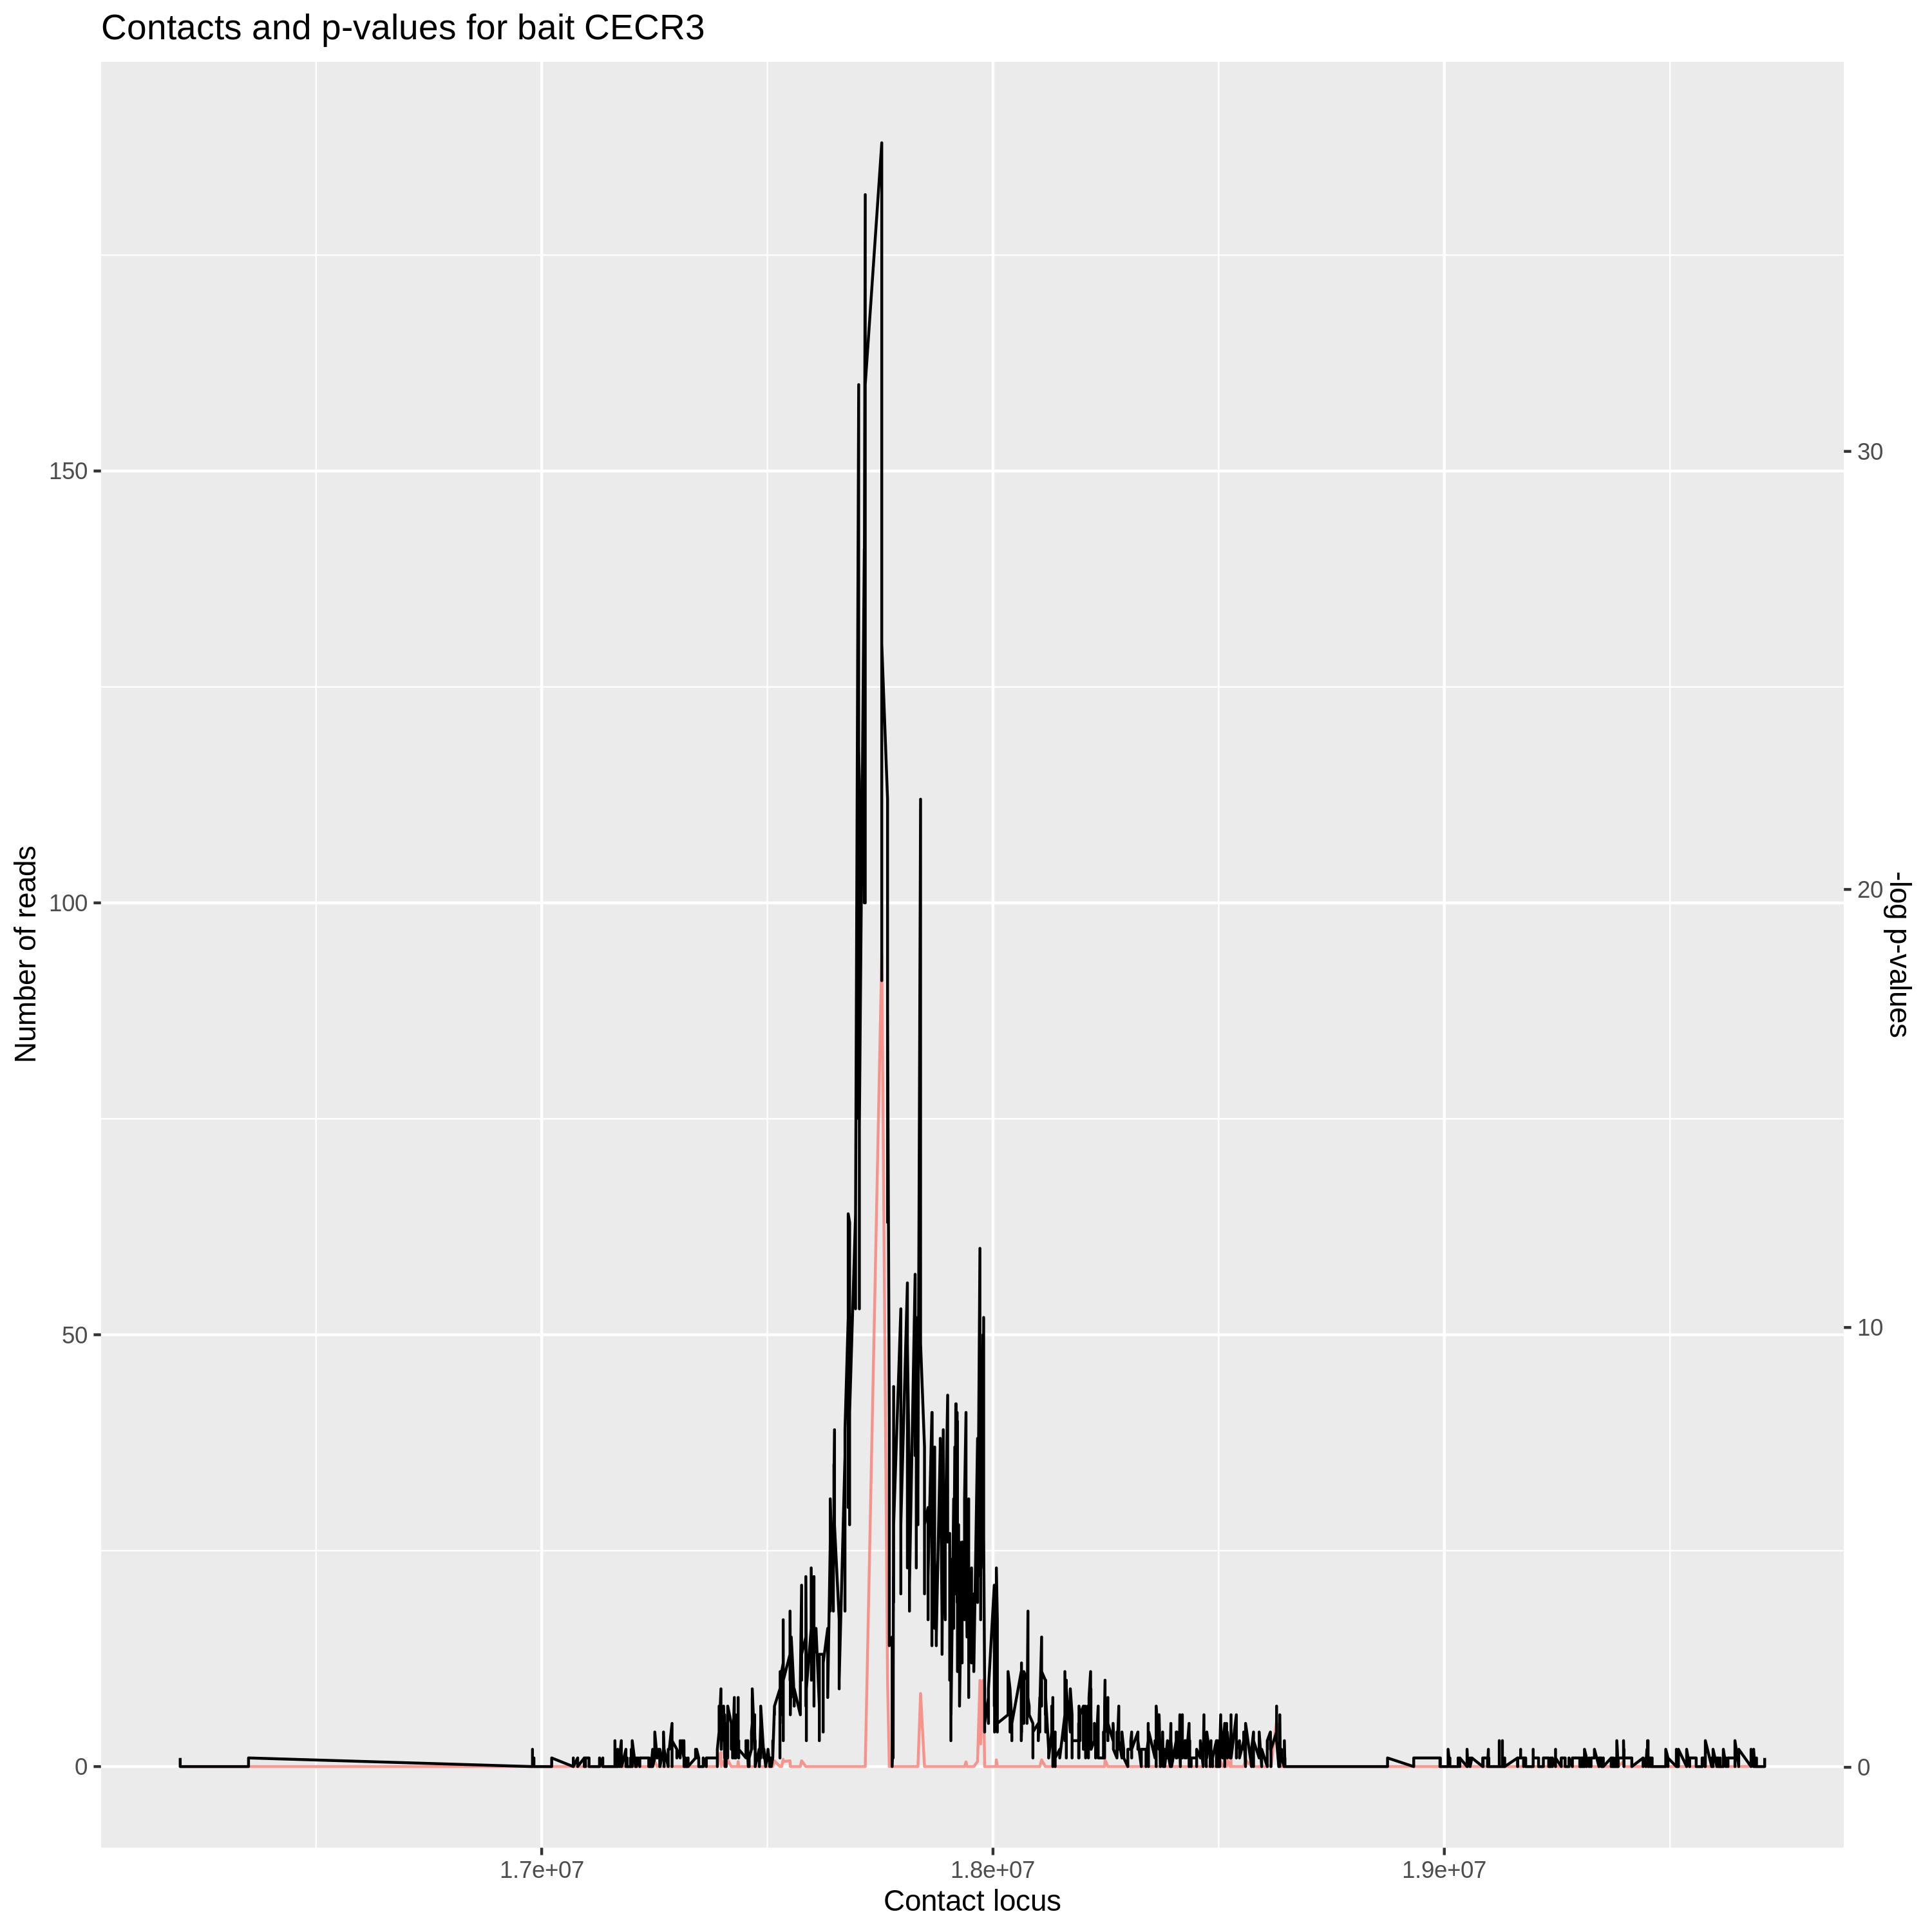 Contacts and p-values for bait CECR3
Number of reads
150
100
50
0
30
20
10
0
-log p-values
1.7e+07
1.8e+07
1.9e+07
Contact locus